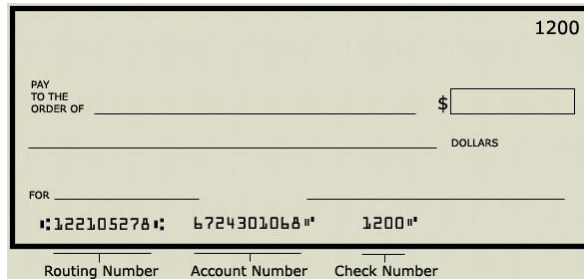 1200
PAY
TO THE
ORDER OF
$
DOLLARS
FOR
⑆122105278⑆ 6724301068⑈ 1200⑈
Routing Number Account Number Check Number